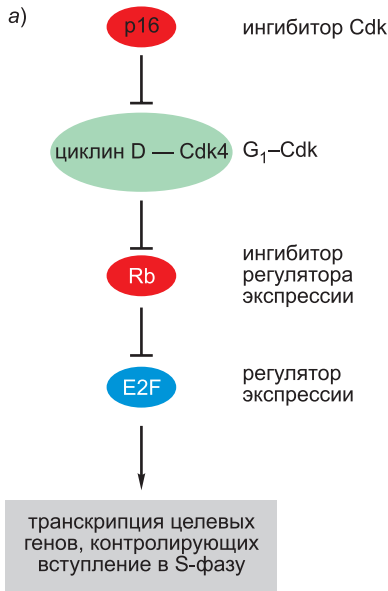 а)
p16
ингибитор Cdk
циклин D — Cdk4
G₁–Cdk
Rb
ингибитор
регулятора
экспрессии
E2F
регулятор
экспрессии
транскрипция целевых
генов, контролирующих
вступление в S-фазу